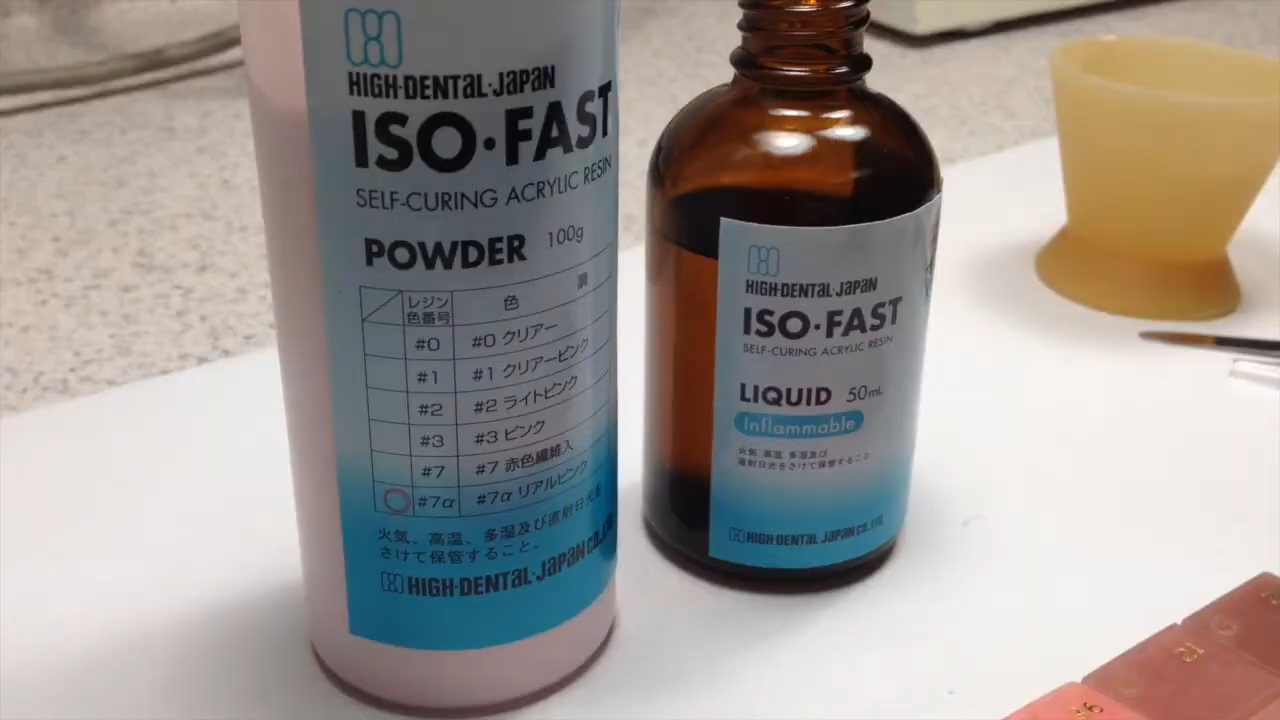 HIGH-DENTAL-JAPAN
ISO・FAST
SELF-CURING ACRYLIC RESIN
POWDER 100g
レジン色番号 色調
#0 #0 クリアー
#1 #1 クリアーピンク
#2 #2 ライトピンク
#3 #3 ピンク
#7 #7 赤色繊維入
#7α #7α リアルピンク
火気、高温、多湿及び直射日光を
さけて保管すること。
HIGH-DENTAL-JAPAN CO.,
HIGH-DENTAL-JAPAN
ISO・FAST
SELF-CURING ACRYLIC RESIN
LIQUID 50mL
Inflammable
火気、高温、多湿及び
直射日光をさけて保管すること。
HIGH-DENTAL-JAPAN CO.,LTD.